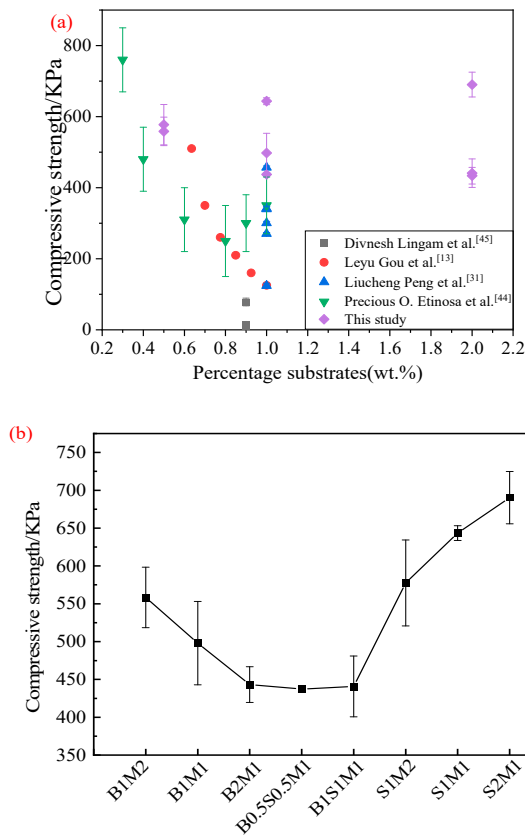 (a)
Compressive strength/KPa
800
600
400
200
0
0.2 0.4 0.6 0.8 1.0 1.2 1.4 1.6 1.8 2.0 2.2
Percentage substrates(wt.%)
Divnesh Lingam et al.[45]
Leyu Gou et al.[13]
Liucheng Peng et al.[31]
Precious O. Etinosa et al.[44]
This study
(b)
Compressive strength/KPa
750
700
650
600
550
500
450
400
350
B1M2 B1M1 B2M1 B0.5S0.5M1 B1S1M1 S1M2 S1M1 S2M1